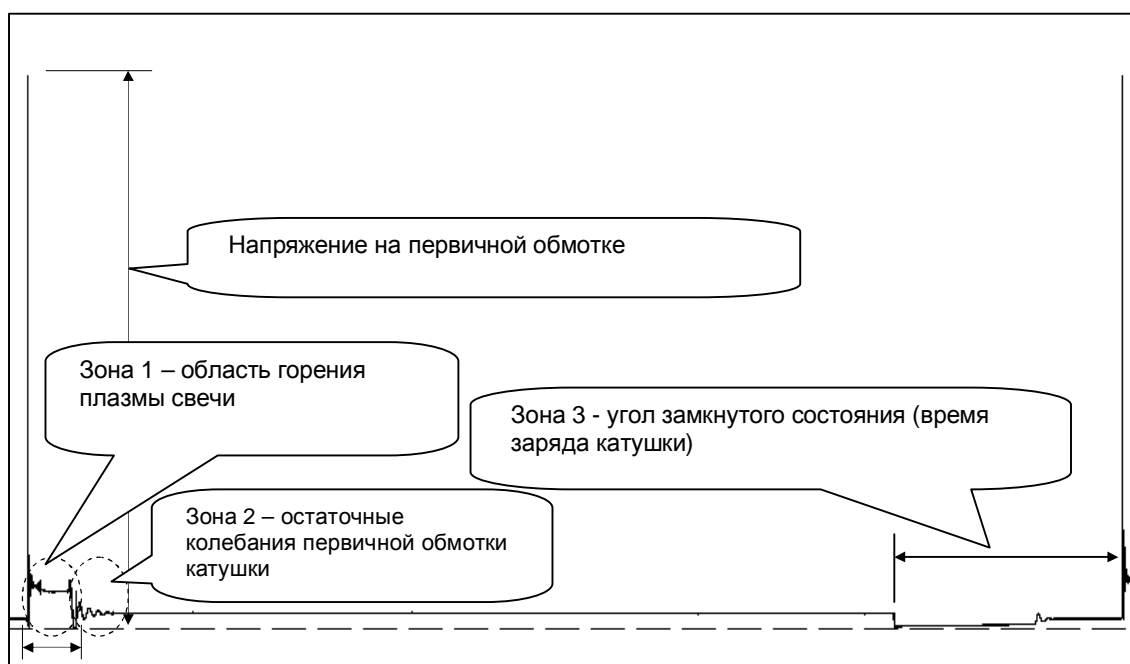 Напряжение на первичной обмотке
Зона 1 – область горения
плазмы свечи
Зона 3 - угол замкнутого состояния (время
заряда катушки)
Зона 2 – остаточные
колебания первичной обмотки
катушки